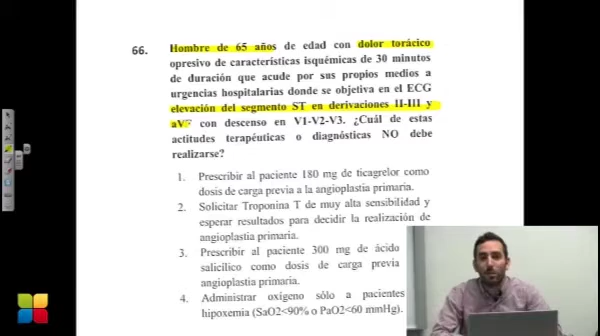 66. Hombre de 65 años de edad con dolor torácico
opresivo de características isquémicas de 30 minutos
de duración que acude por sus propios medios a
urgencias hospitalarias donde se objetiva en el ECG
elevación del segmento ST en derivaciones II-III y
aVF con descenso en V1-V2-V3. ¿Cuál de estas
actitudes terapéuticas o diagnósticas NO debe
realizarse?
1. Prescribir al paciente 180 mg de ticagrelor como
dosis de carga previa a la angioplastia primaria.
2. Solicitar Troponina T de muy alta sensibilidad y
esperar resultados para decidir la realización de
angioplastia primaria.
3. Prescribir al paciente 300 mg de ácido
salicilico como dosis de carga previa
angioplastia primaria.
4. Administrar oxígeno sólo a pacientes
hipoxemia (SaO2<90% o PaO2<60 mmHg).